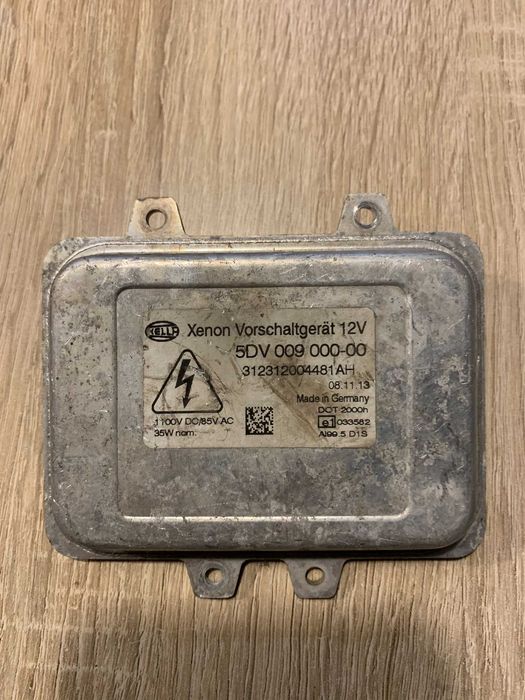 HELLA Xenon Vorschaltgerät 12V
5DV 009 000-00
312312004481AH
08.11.13
Made in Germany
DOT 2000h
1100V DC/85V AC
35W nom.
e1 033582
Al99.5 D1S